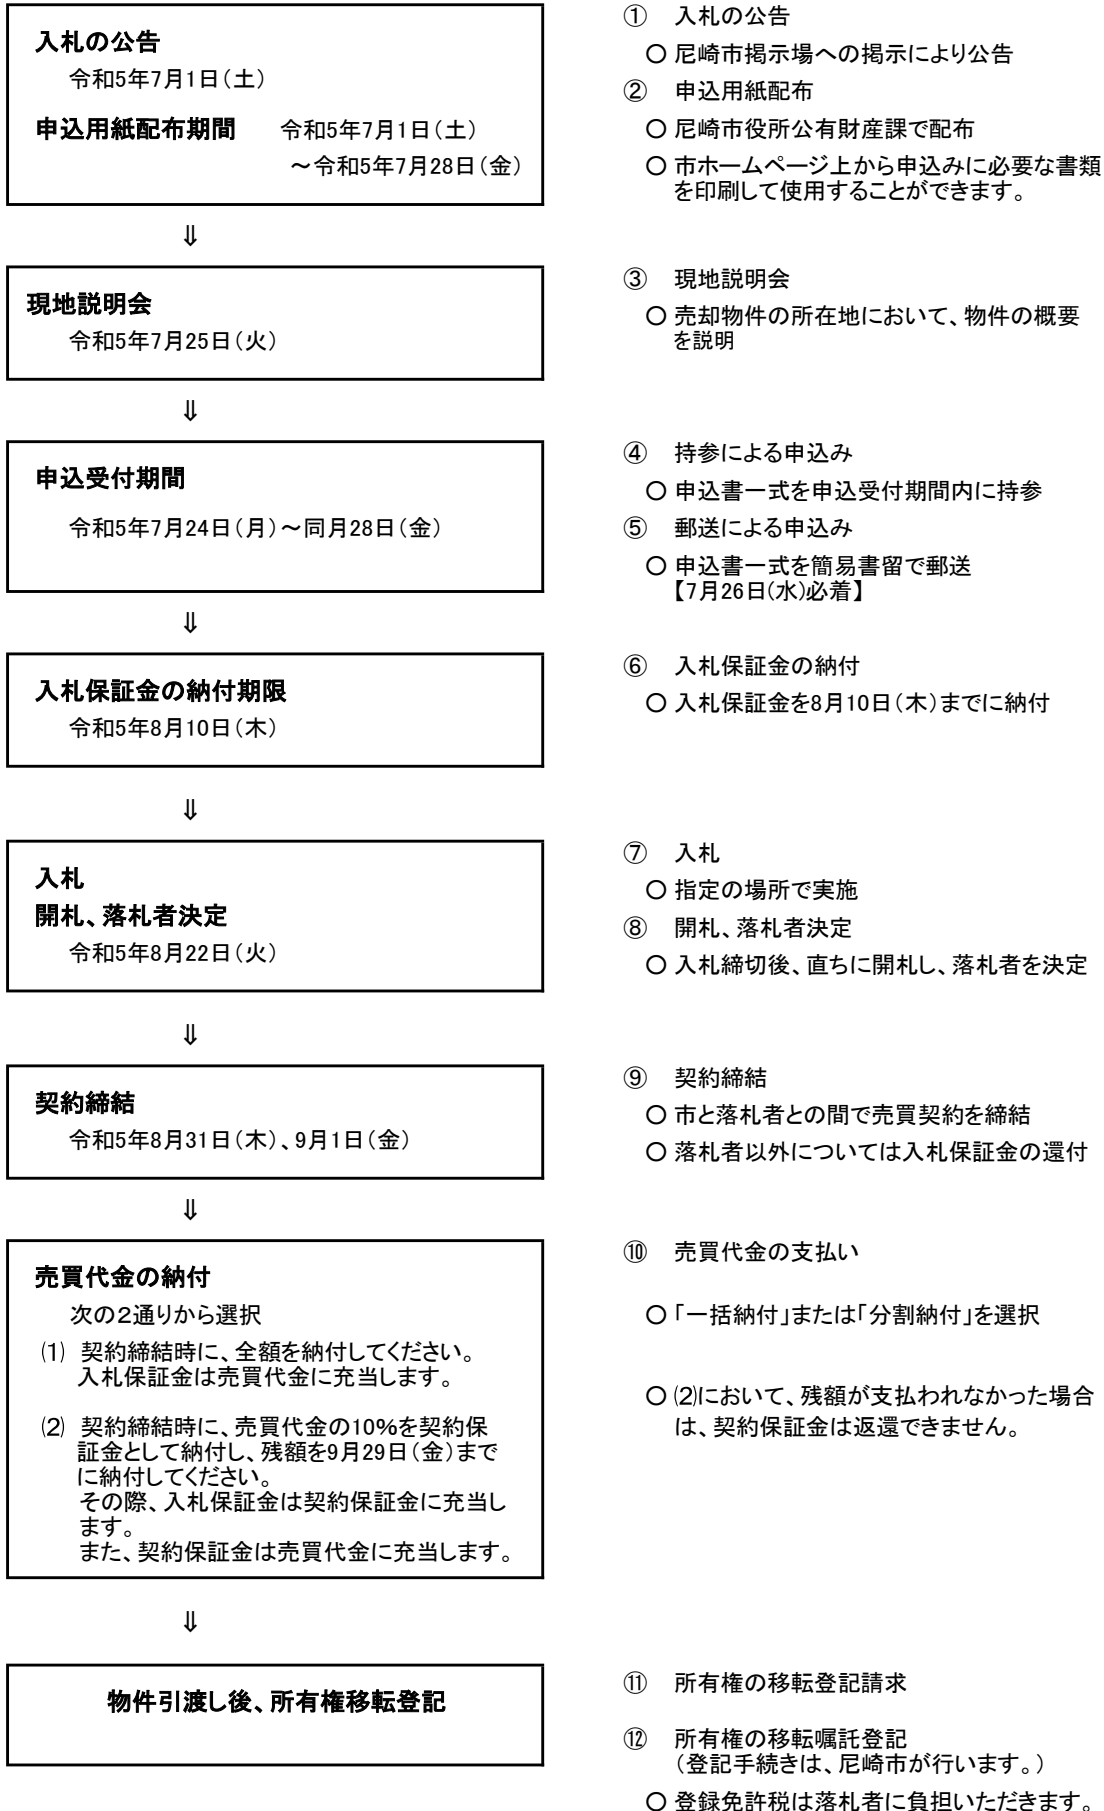 入札の公告
令和5年7月1日(土)
申込用紙配布期間 令和5年7月1日(土)
～令和5年7月28日(金)
① 入札の公告
○ 尼崎市掲示場への掲示により公告
② 申込用紙配布
○ 尼崎市役所公有財産課で配布
○ 市ホームページ上から申込みに必要な書類
を印刷して使用することができます。
⇓
現地説明会
令和5年7月25日(火)
③ 現地説明会
○ 売却物件の所在地において、物件の概要
を説明
⇓
申込受付期間
令和5年7月24日(月)～同月28日(金)
④ 持参による申込み
○ 申込書一式を申込受付期間内に持参
⑤ 郵送による申込み
○ 申込書一式を簡易書留で郵送
【7月26日(水)必着】
⇓
入札保証金の納付期限
令和5年8月10日(木)
⑥ 入札保証金の納付
○ 入札保証金を8月10日(木)までに納付
⇓
入札
開札、落札者決定
令和5年8月22日(火)
⑦ 入札
○ 指定の場所で実施
⑧ 開札、落札者決定
○ 入札締切後、直ちに開札し、落札者を決定
⇓
契約締結
令和5年8月31日(木)、9月1日(金)
⑨ 契約締結
○ 市と落札者との間で売買契約を締結
○ 落札者以外については入札保証金の還付
⇓
売買代金の納付
次の2通りから選択
⑴ 契約締結時に、全額を納付してください。
入札保証金は売買代金に充当します。
⑵ 契約締結時に、売買代金の10%を契約保
証金として納付し、残額を9月29日(金)まで
に納付してください。
その際、入札保証金は契約保証金に充当し
ます。
また、契約保証金は売買代金に充当します。
⑩ 売買代金の支払い
○ 「一括納付」または「分割納付」を選択
○ ⑵において、残額が支払われなかった場合
は、契約保証金は返還できません。
⇓
物件引渡し後、所有権移転登記
⑪ 所有権の移転登記請求
⑫ 所有権の移転嘱託登記
(登記手続きは、尼崎市が行います。)
○ 登録免許税は落札者に負担いただきます。